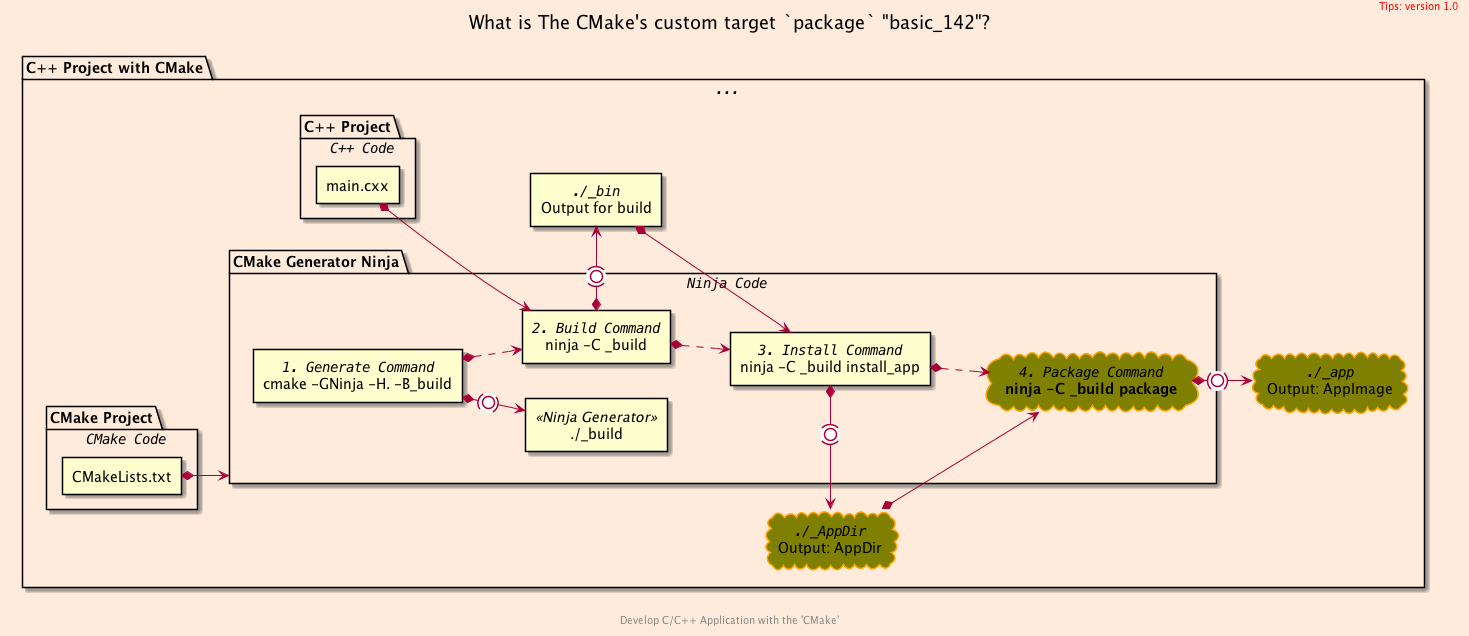 Tips: version 1.0
What is The CMake's custom target `package` "basic_142"?
C++ Project with CMake
...
C++ Project
C++ Code
main.cxx
./_bin
Output for build
CMake Generator Ninja
Ninja Code
2. Build Command
ninja -C _build
3. Install Command
ninja -C _build install_app
1. Generate Command
cmake -GNinja -H. -B_build
4. Package Command
ninja -C _build package
./_app
Output: AppImage
«Ninja Generator»
./_build
CMake Project
CMake Code
CMakeLists.txt
./_AppDir
Output: AppDir
Develop C/C++ Application with the 'CMake'